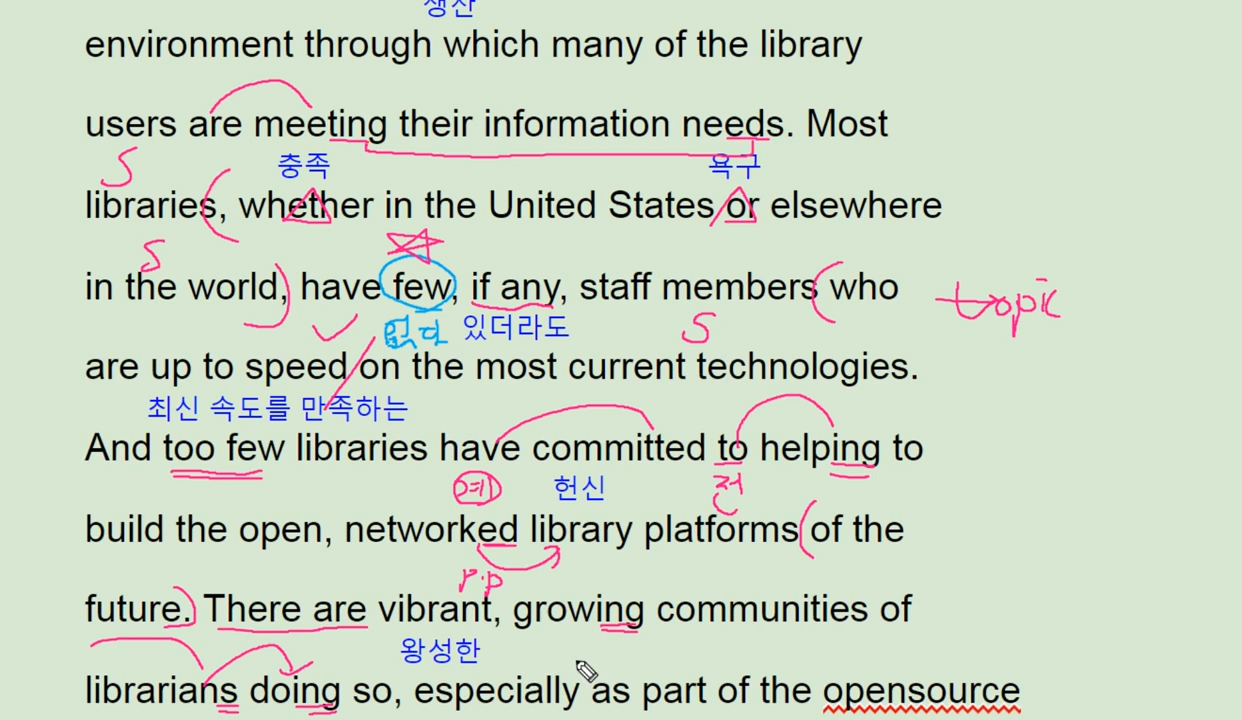 생산
environment through which many of the library
users are meeting their information needs. Most
S 충족 욕구
libraries, whether in the United States or elsewhere
S
in the world, have few, if any, staff members who topic
없다 있더라도 S
are up to speed on the most current technologies.
최신 속도를 만족하는
And too few libraries have committed to helping to
예 헌신 전
build the open, networked library platforms of the
p.p
future. There are vibrant, growing communities of
왕성한
librarians doing so, especially as part of the opensource